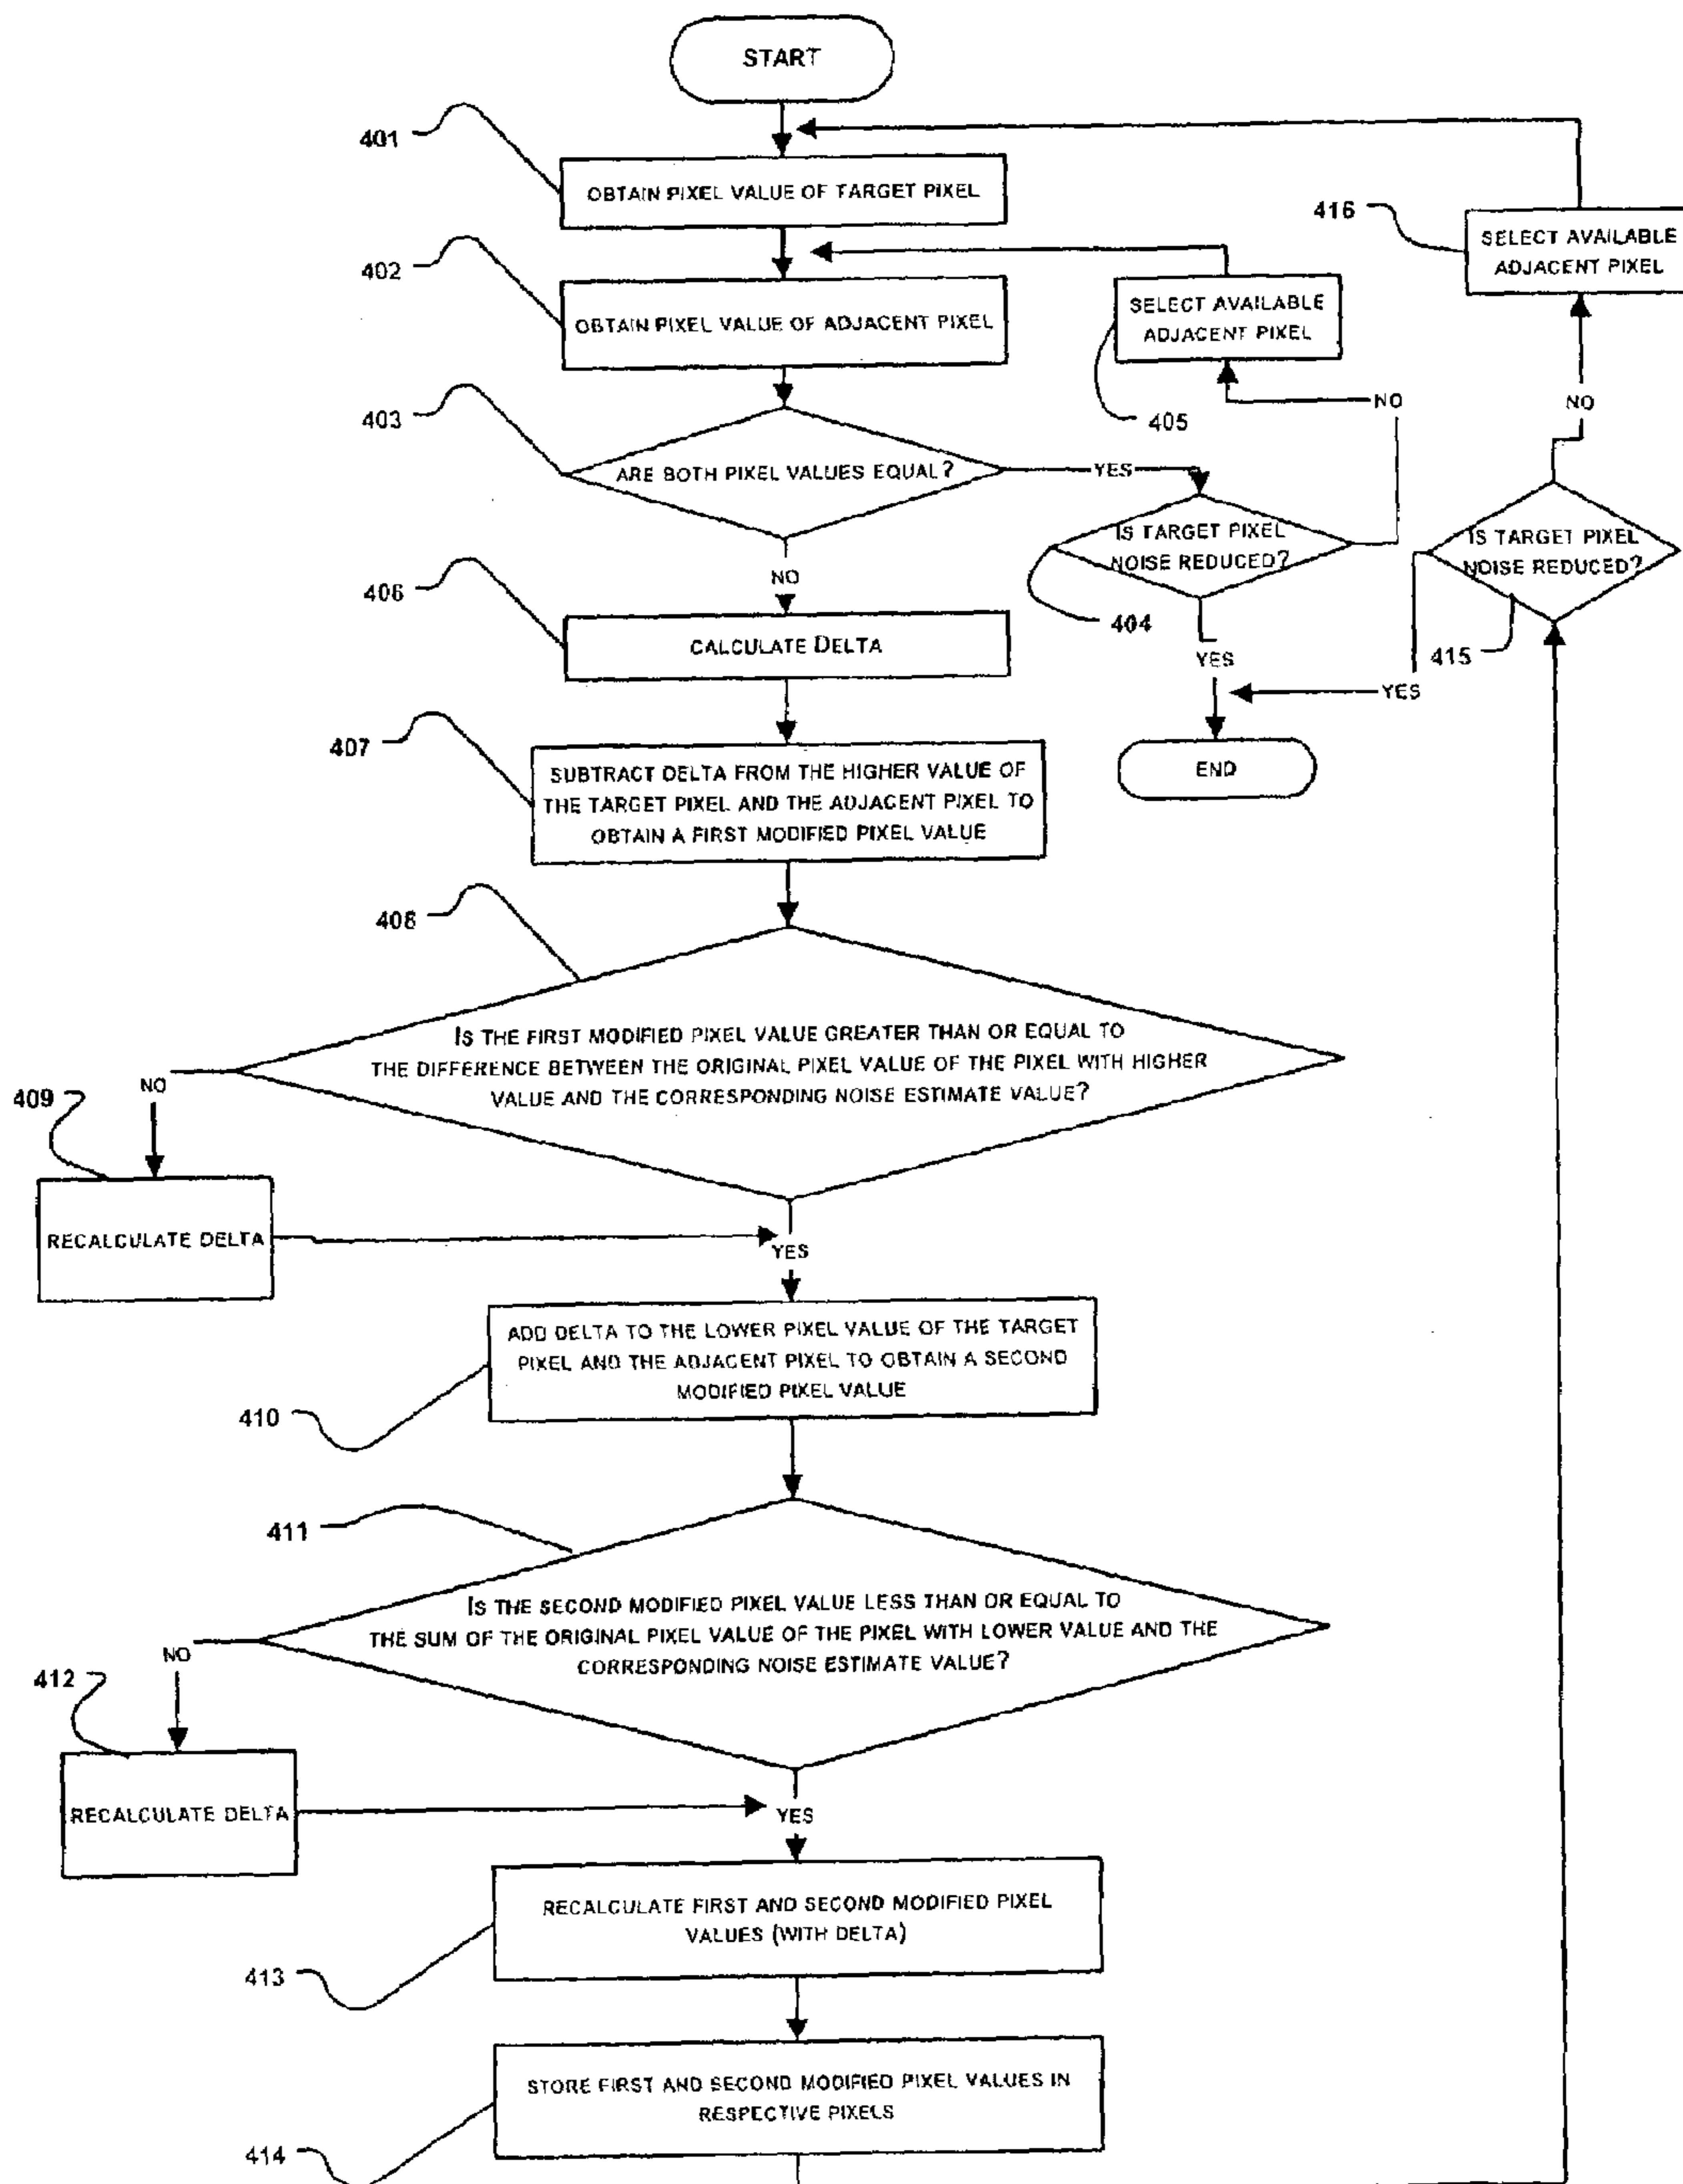 START
401
OBTAIN PIXEL VALUE OF TARGET PIXEL
416
SELECT AVAILABLE
ADJACENT PIXEL
402
OBTAIN PIXEL VALUE OF ADJACENT PIXEL
SELECT AVAILABLE
ADJACENT PIXEL
405
NO
NO
403
ARE BOTH PIXEL VALUES EQUAL?
YES
IS TARGET PIXEL
NOISE REDUCED?
404
IS TARGET PIXEL
NOISE REDUCED?
415
NO
406
CALCULATE DELTA
YES
YES
END
407
SUBTRACT DELTA FROM THE HIGHER VALUE OF
THE TARGET PIXEL AND THE ADJACENT PIXEL TO
OBTAIN A FIRST MODIFIED PIXEL VALUE
408
IS THE FIRST MODIFIED PIXEL VALUE GREATER THAN OR EQUAL TO
THE DIFFERENCE BETWEEN THE ORIGINAL PIXEL VALUE OF THE PIXEL WITH HIGHER
VALUE AND THE CORRESPONDING NOISE ESTIMATE VALUE?
NO
409
RECALCULATE DELTA
YES
ADD DELTA TO THE LOWER PIXEL VALUE OF THE TARGET
PIXEL AND THE ADJACENT PIXEL TO OBTAIN A SECOND
MODIFIED PIXEL VALUE
410
411
IS THE SECOND MODIFIED PIXEL VALUE LESS THAN OR EQUAL TO
THE SUM OF THE ORIGINAL PIXEL VALUE OF THE PIXEL WITH LOWER VALUE AND THE
CORRESPONDING NOISE ESTIMATE VALUE?
NO
412
RECALCULATE DELTA
YES
RECALCULATE FIRST AND SECOND MODIFIED PIXEL
VALUES (WITH DELTA)
413
STORE FIRST AND SECOND MODIFIED PIXEL VALUES IN
RESPECTIVE PIXELS
414